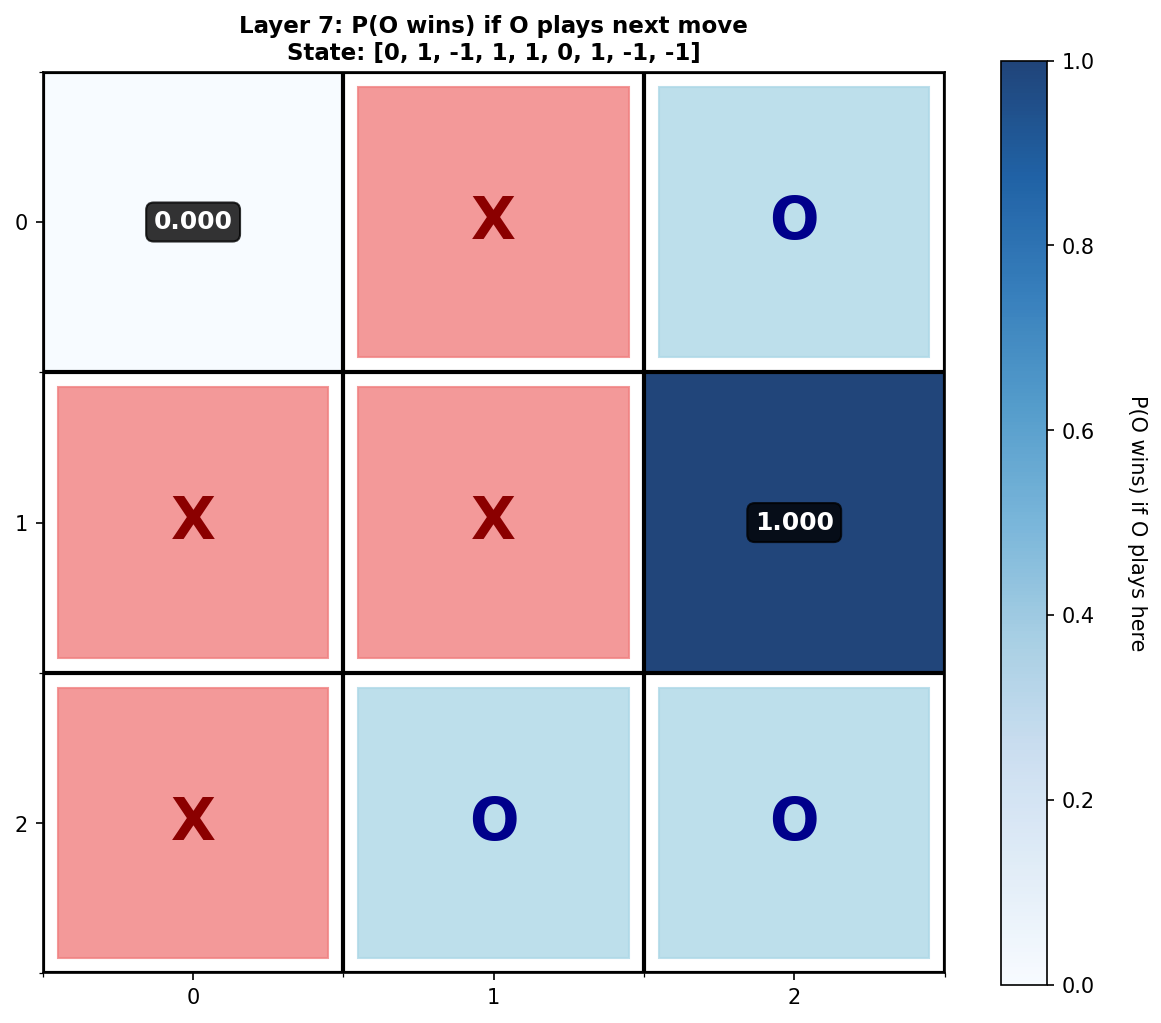 Layer 7: P(O wins) if O plays next move
State: [0, 1, -1, 1, 1, 0, 1, -1, -1]
0
0.000
X
O
1
X
X
1.000
2
X
O
O
0
1
2
1.0
0.8
0.6
0.4
0.2
0.0
P(O wins) if O plays here